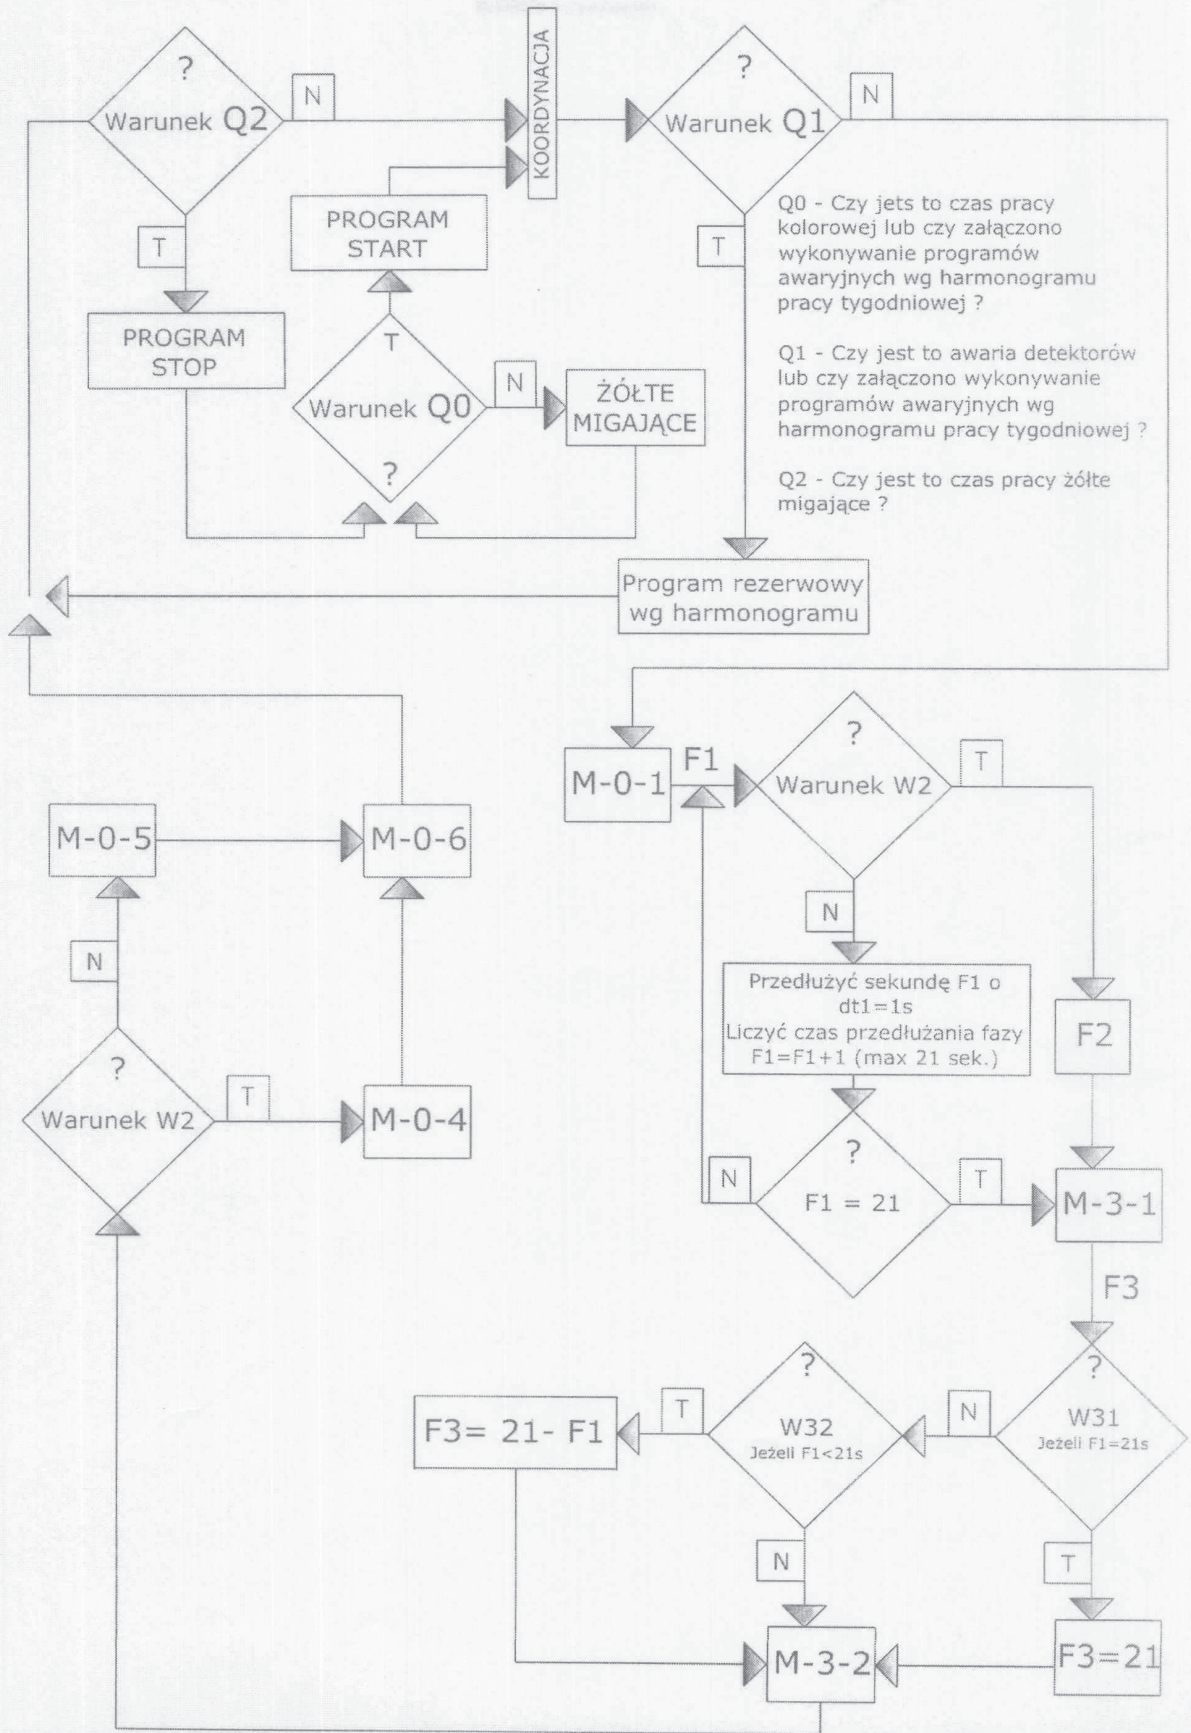 ?
Warunek Q2
N
T
PROGRAM
STOP
PROGRAM
START
T
Warunek Q0
?
N
ŻÓŁTE
MIGAJĄCE
KOORDYNACJA
?
Warunek Q1
N
T
Q0 - Czy jets to czas pracy
kolorowej lub czy załączono
wykonywanie programów
awaryjnych wg harmonogramu
pracy tygodniowej ?
Q1 - Czy jest to awaria detektorów
lub czy załączono wykonywanie
programów awaryjnych wg
harmonogramu pracy tygodniowej ?
Q2 - Czy jest to czas pracy żółte
migające ?
Program rezerwowy
wg harmonogramu
M-0-1
F1
?
Warunek W2
T
N
Przedłużyć sekundę F1 o
dt1=1s
Liczyć czas przedłużania fazy
F1=F1+1 (max 21 sek.)
F2
?
F1 = 21
N
T
M-3-1
F3
?
W31
Jeżeli F1=21s
N
T
?
W32
Jeżeli F1<21s
T
N
F3= 21- F1
F3=21
M-3-2
M-0-5
M-0-6
N
?
Warunek W2
T
M-0-4